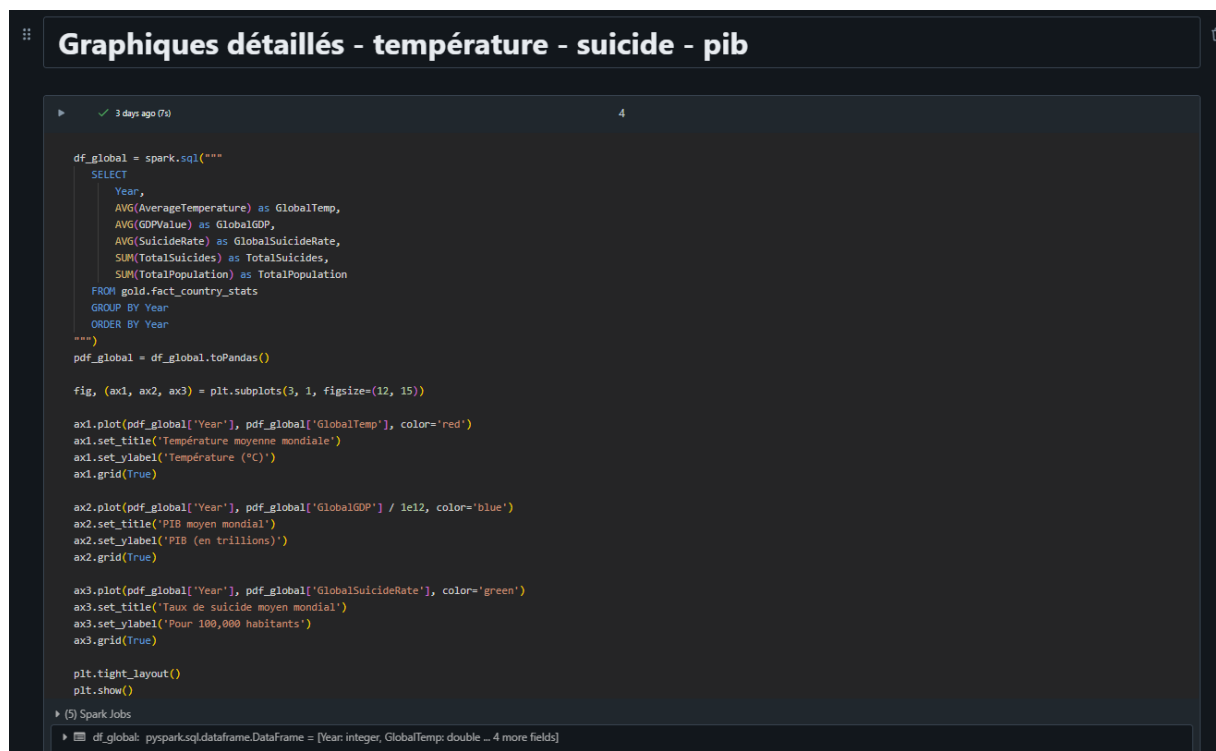 Graphiques détaillés - température - suicide - pib
3 days ago (7s)
4
df_global = spark.sql("""
SELECT
Year,
AVG(AverageTemperature) as GlobalTemp,
AVG(GDPValue) as GlobalGDP,
AVG(SuicideRate) as GlobalSuicideRate,
SUM(TotalSuicides) as TotalSuicides,
SUM(TotalPopulation) as TotalPopulation
FROM gold.fact_country_stats
GROUP BY Year
ORDER BY Year
""")
pdf_global = df_global.toPandas()
fig, (ax1, ax2, ax3) = plt.subplots(3, 1, figsize=(12, 15))
ax1.plot(pdf_global['Year'], pdf_global['GlobalTemp'], color='red')
ax1.set_title('Température moyenne mondiale')
ax1.set_ylabel('Température (°C)')
ax1.grid(True)
ax2.plot(pdf_global['Year'], pdf_global['GlobalGDP'] / 1e12, color='blue')
ax2.set_title('PIB moyen mondial')
ax2.set_ylabel('PIB (en trillions)')
ax2.grid(True)
ax3.plot(pdf_global['Year'], pdf_global['GlobalSuicideRate'], color='green')
ax3.set_title('Taux de suicide moyen mondial')
ax3.set_ylabel('Pour 100,000 habitants')
ax3.grid(True)
plt.tight_layout()
plt.show()
(5) Spark Jobs
df_global: pyspark.sql.dataframe.DataFrame = [Year: integer, GlobalTemp: double ... 4 more fields]